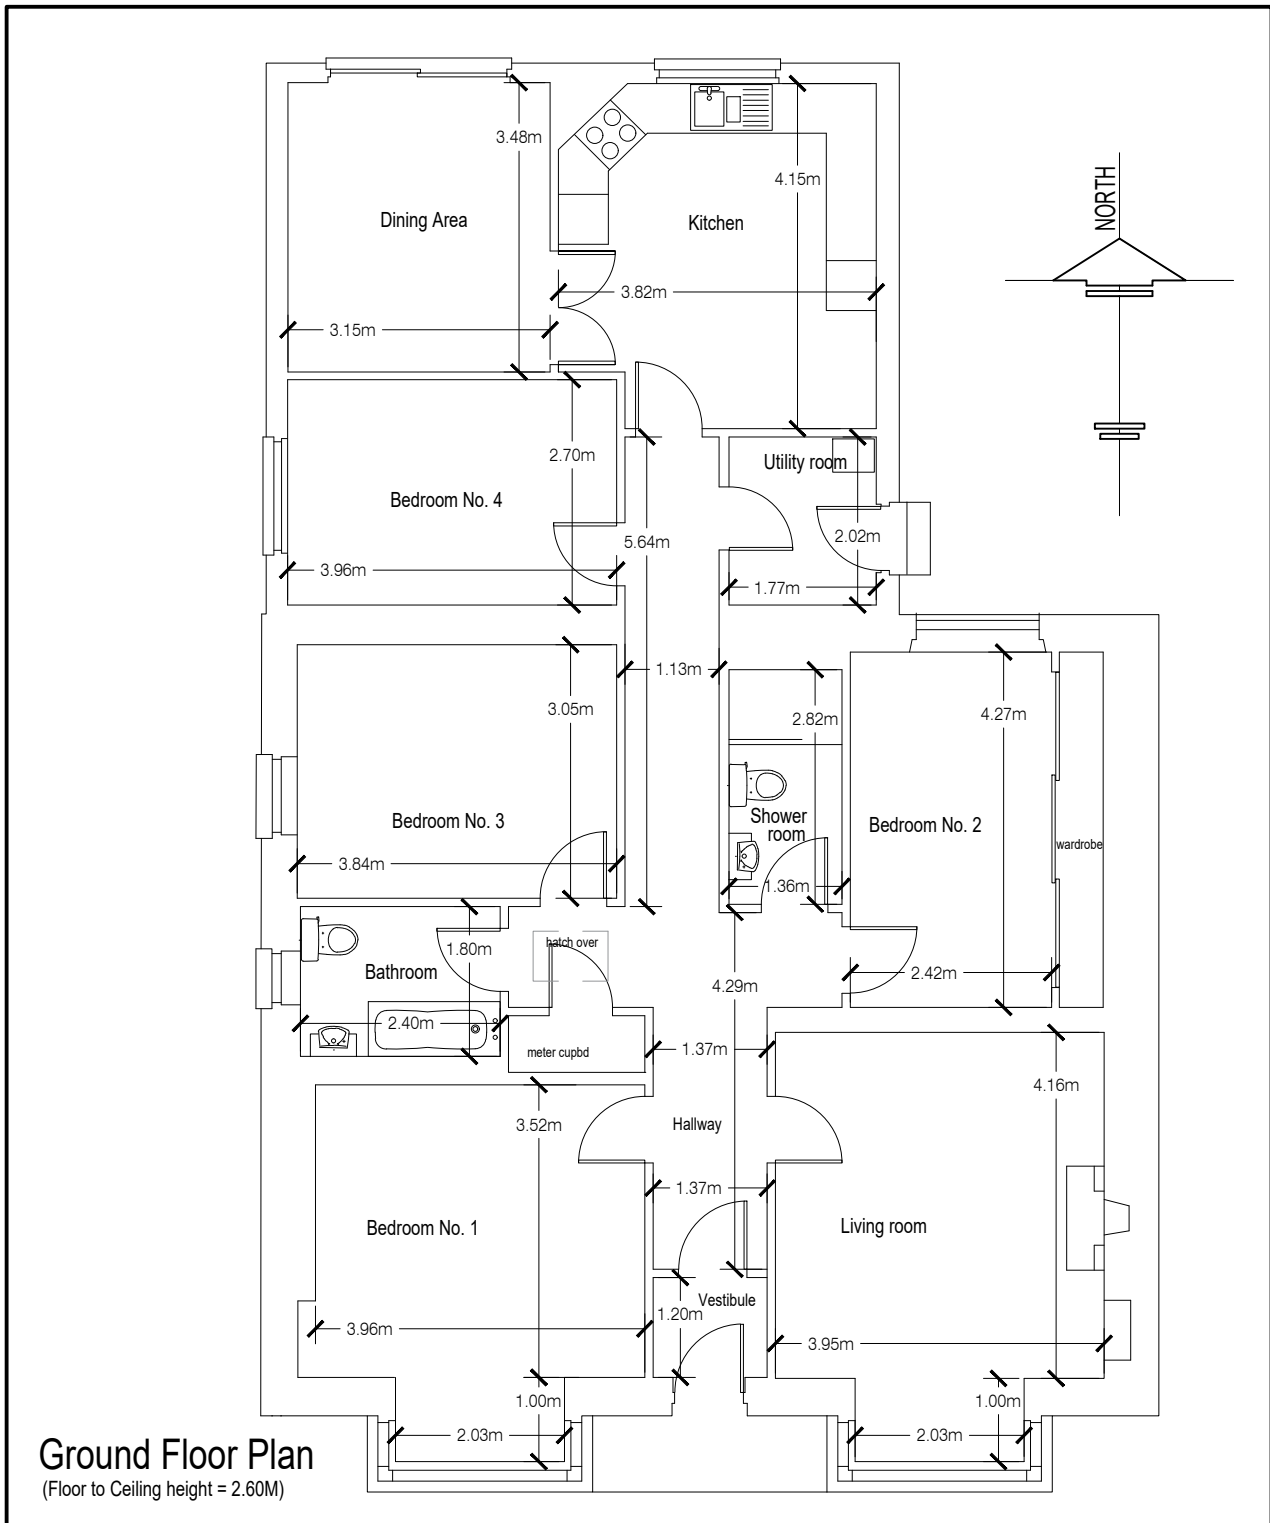 3.48m
4.15m
NORTH
Dining Area
Kitchen
3.82m
3.15m
2.70m
Utility room
Bedroom No. 4
5.64m
2.02m
3.96m
1.77m
1.13m
3.05m
2.82m
4.27m
Bedroom No. 3
Shower
room
Bedroom No. 2
wardrobe
3.84m
1.36m
hatch over
1.80m
Bathroom
2.42m
4.29m
2.40m
meter cupbd
1.37m
4.16m
3.52m
Hallway
1.37m
Bedroom No. 1
Living room
Vestibule
1.20m
3.96m
3.95m
1.00m
1.00m
2.03m
2.03m
Ground Floor Plan
(Floor to Ceiling height = 2.60M)